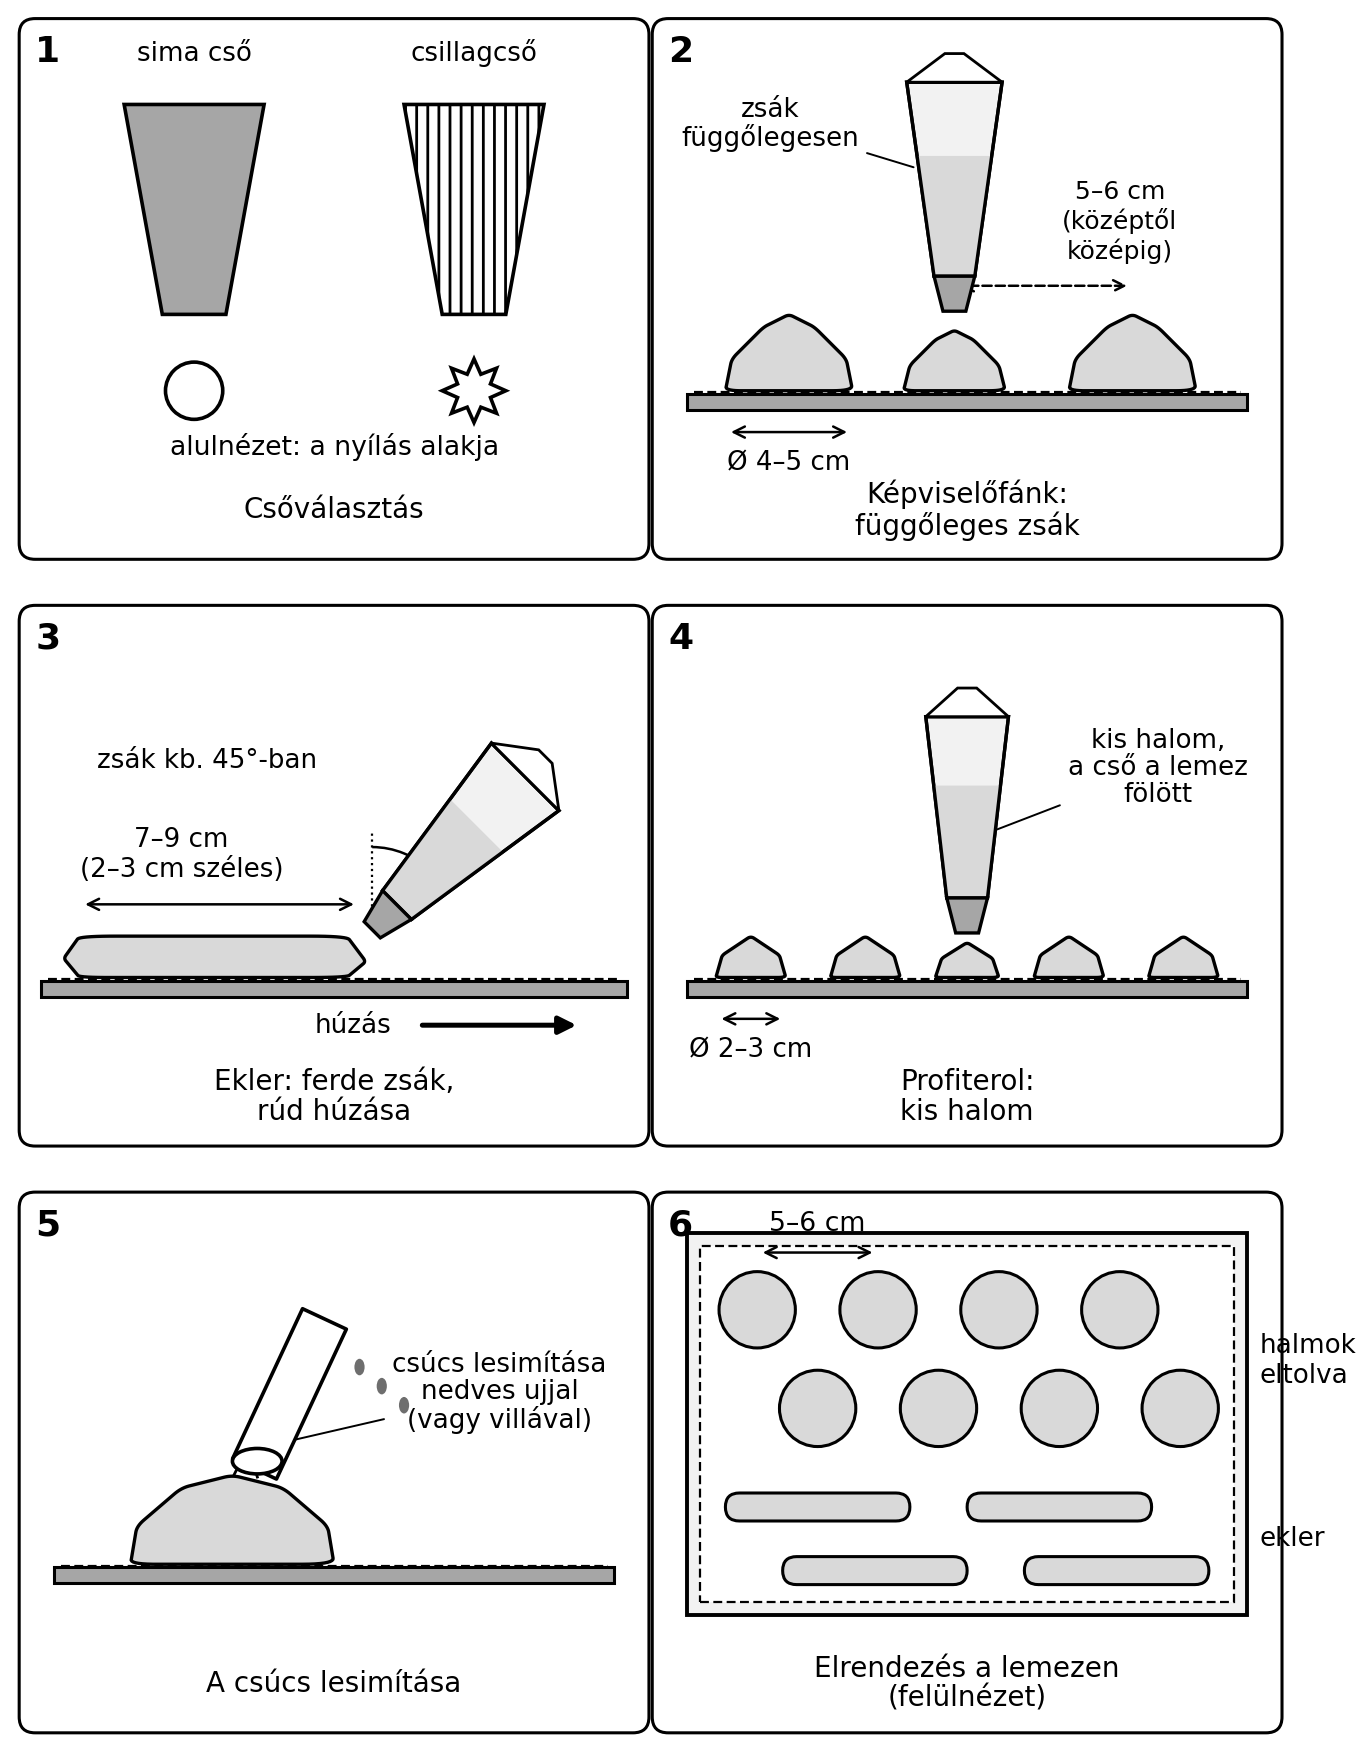 1
sima cső
csillagcső
alulnézet: a nyílás alakja
Csőválasztás
2
zsák
függőlegesen
5–6 cm
(középtől
középig)
Ø 4–5 cm
Képviselőfánk:
függőleges zsák
3
zsák kb. 45°-ban
7–9 cm
(2–3 cm széles)
húzás
Ekler: ferde zsák,
rúd húzása
4
kis halom,
a cső a lemez
fölött
Ø 2–3 cm
Profiterol:
kis halom
5
csúcs lesimítása
nedves ujjal
(vagy villával)
A csúcs lesimítása
6
5–6 cm
halmok
eltolva
ekler
Elrendezés a lemezen
(felülnézet)